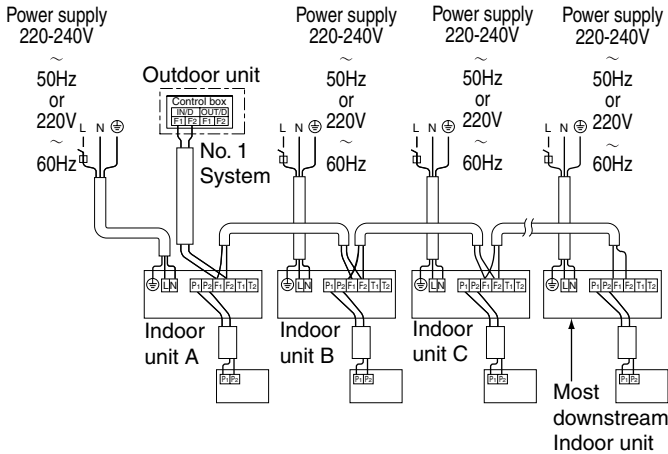 Power supply
220-240V
~
50Hz
or
220V
~
60Hz
L N
Outdoor unit
Control box
IN/D OUT/D
F1 F2 F1 F2
No. 1
System
Power supply
220-240V
~
50Hz
or
220V
~
60Hz
L N
Power supply
220-240V
~
50Hz
or
220V
~
60Hz
L N
Power supply
220-240V
~
50Hz
or
220V
~
60Hz
L N
L N P1 P2 F1 F2 T1 T2
L N P1 P2 F1 F2 T1 T2
L N P1 P2 F1 F2 T1 T2
L N P1 P2 F1 F2 T1 T2
Indoor
unit A
Indoor
unit B
Indoor
unit C
P1 P2
P1 P2
P1 P2
P1 P2
Most
downstream
Indoor unit